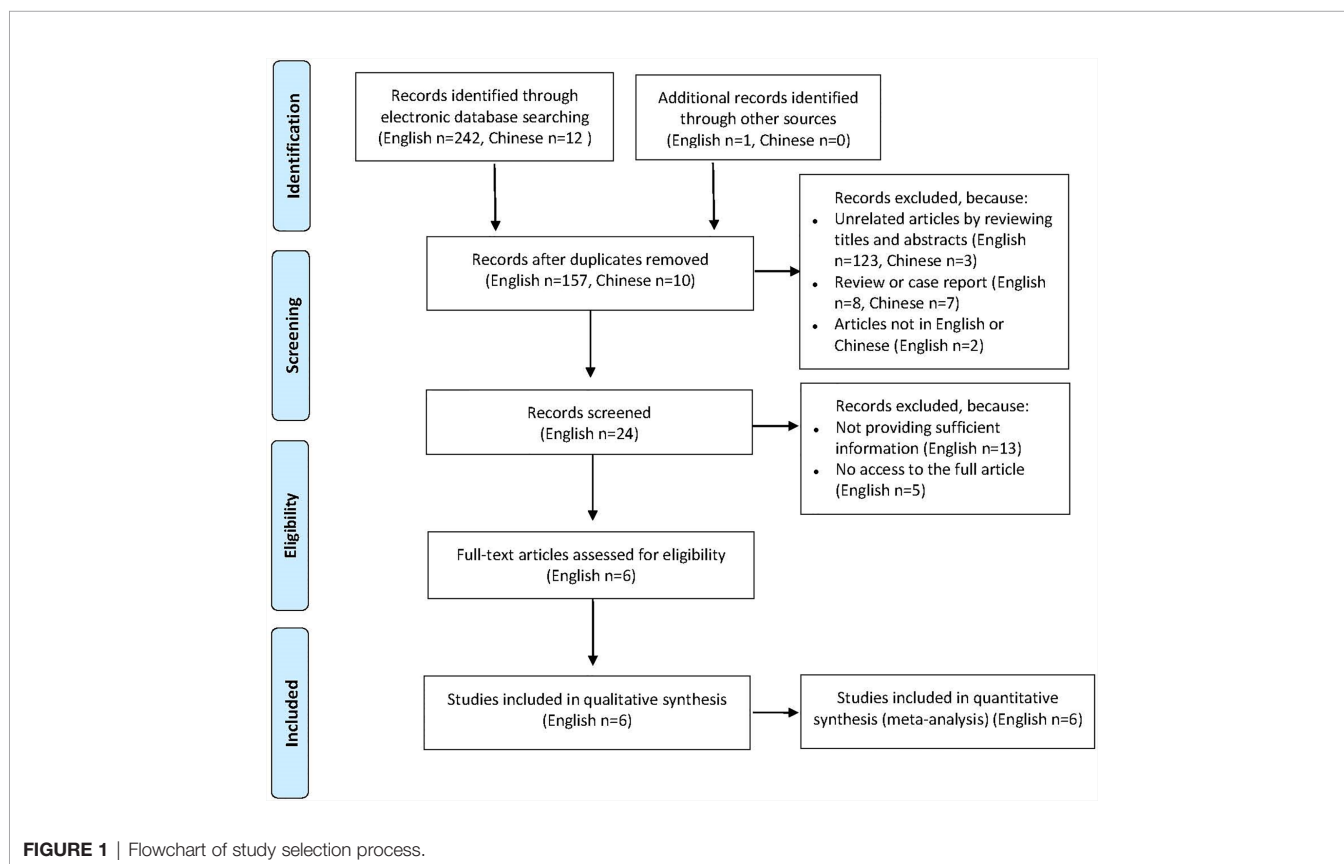 Identification
Records identified through
electronic database searching
(English n=242, Chinese n=12 )
Additional records identified
through other sources
(English n=1, Chinese n=0)
Records excluded, because:
• Unrelated articles by reviewing
titles and abstracts (English
n=123, Chinese n=3)
• Review or case report (English
n=8, Chinese n=7)
• Articles not in English or
Chinese (English n=2)
Screening
Records after duplicates removed
(English n=157, Chinese n=10)
Records screened
(English n=24)
Records excluded, because:
• Not providing sufficient
information (English n=13)
• No access to the full article
(English n=5)
Eligibility
Full-text articles assessed for eligibility
(English n=6)
Included
Studies included in qualitative synthesis
(English n=6)
Studies included in quantitative
synthesis (meta-analysis) (English n=6)
FIGURE 1 | Flowchart of study selection process.